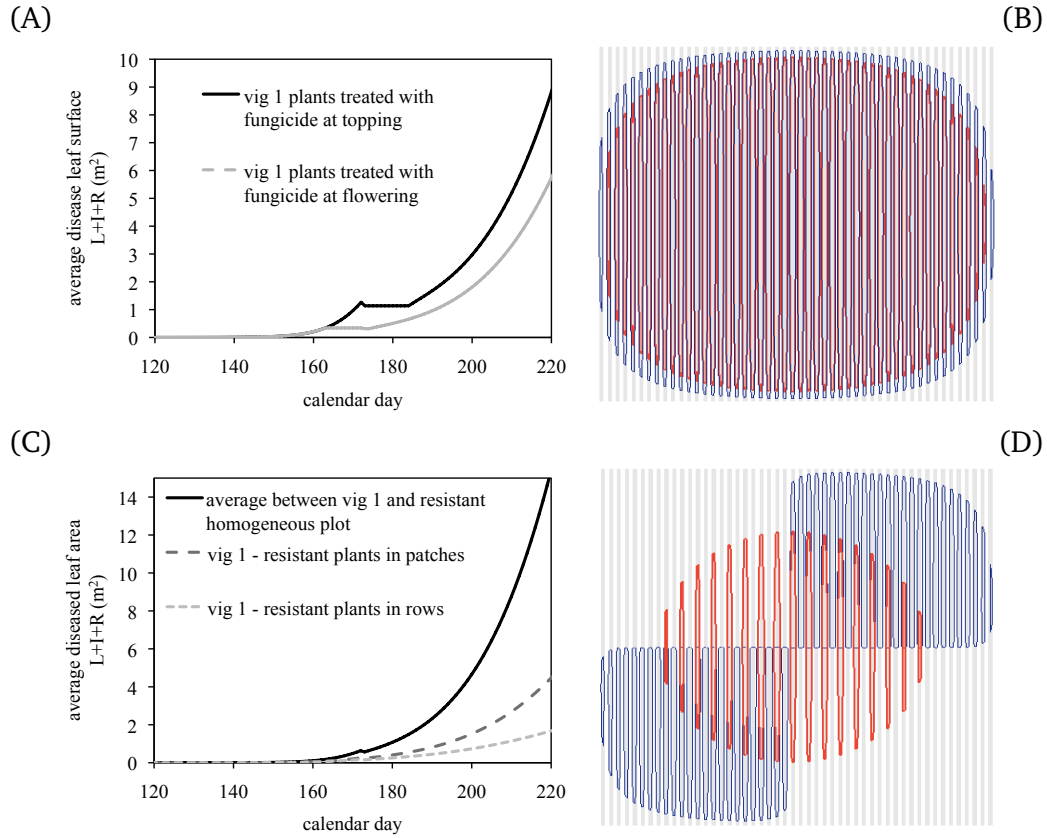 (A)
(B)
average disease leaf surface
L+I+R (m²)
10
9
8
7
6
5
4
3
2
1
0
vig 1 plants treated with
fungicide at topping
vig 1 plants treated with
fungicide at flowering
120 140 160 180 200 220
calendar day
(C)
(D)
average diseased leaf area
L+I+R (m²)
14
12
10
8
6
4
2
0
average between vig 1 and resistant
homogeneous plot
vig 1 - resistant plants in patches
vig 1 - resistant plants in rows
120 140 160 180 200 220
calendar day